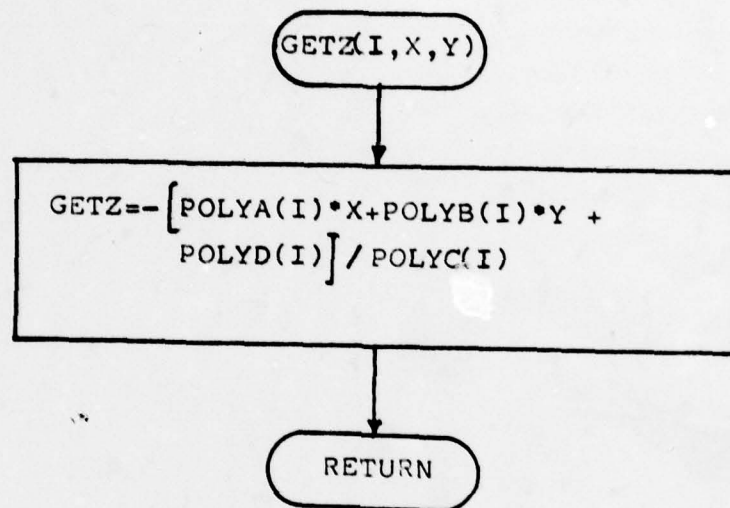 GETZ(I,X,Y)
GETZ=-[POLYA(I)*X+POLYB(I)*Y +
POLYD(I)]/POLYC(I)
RETURN